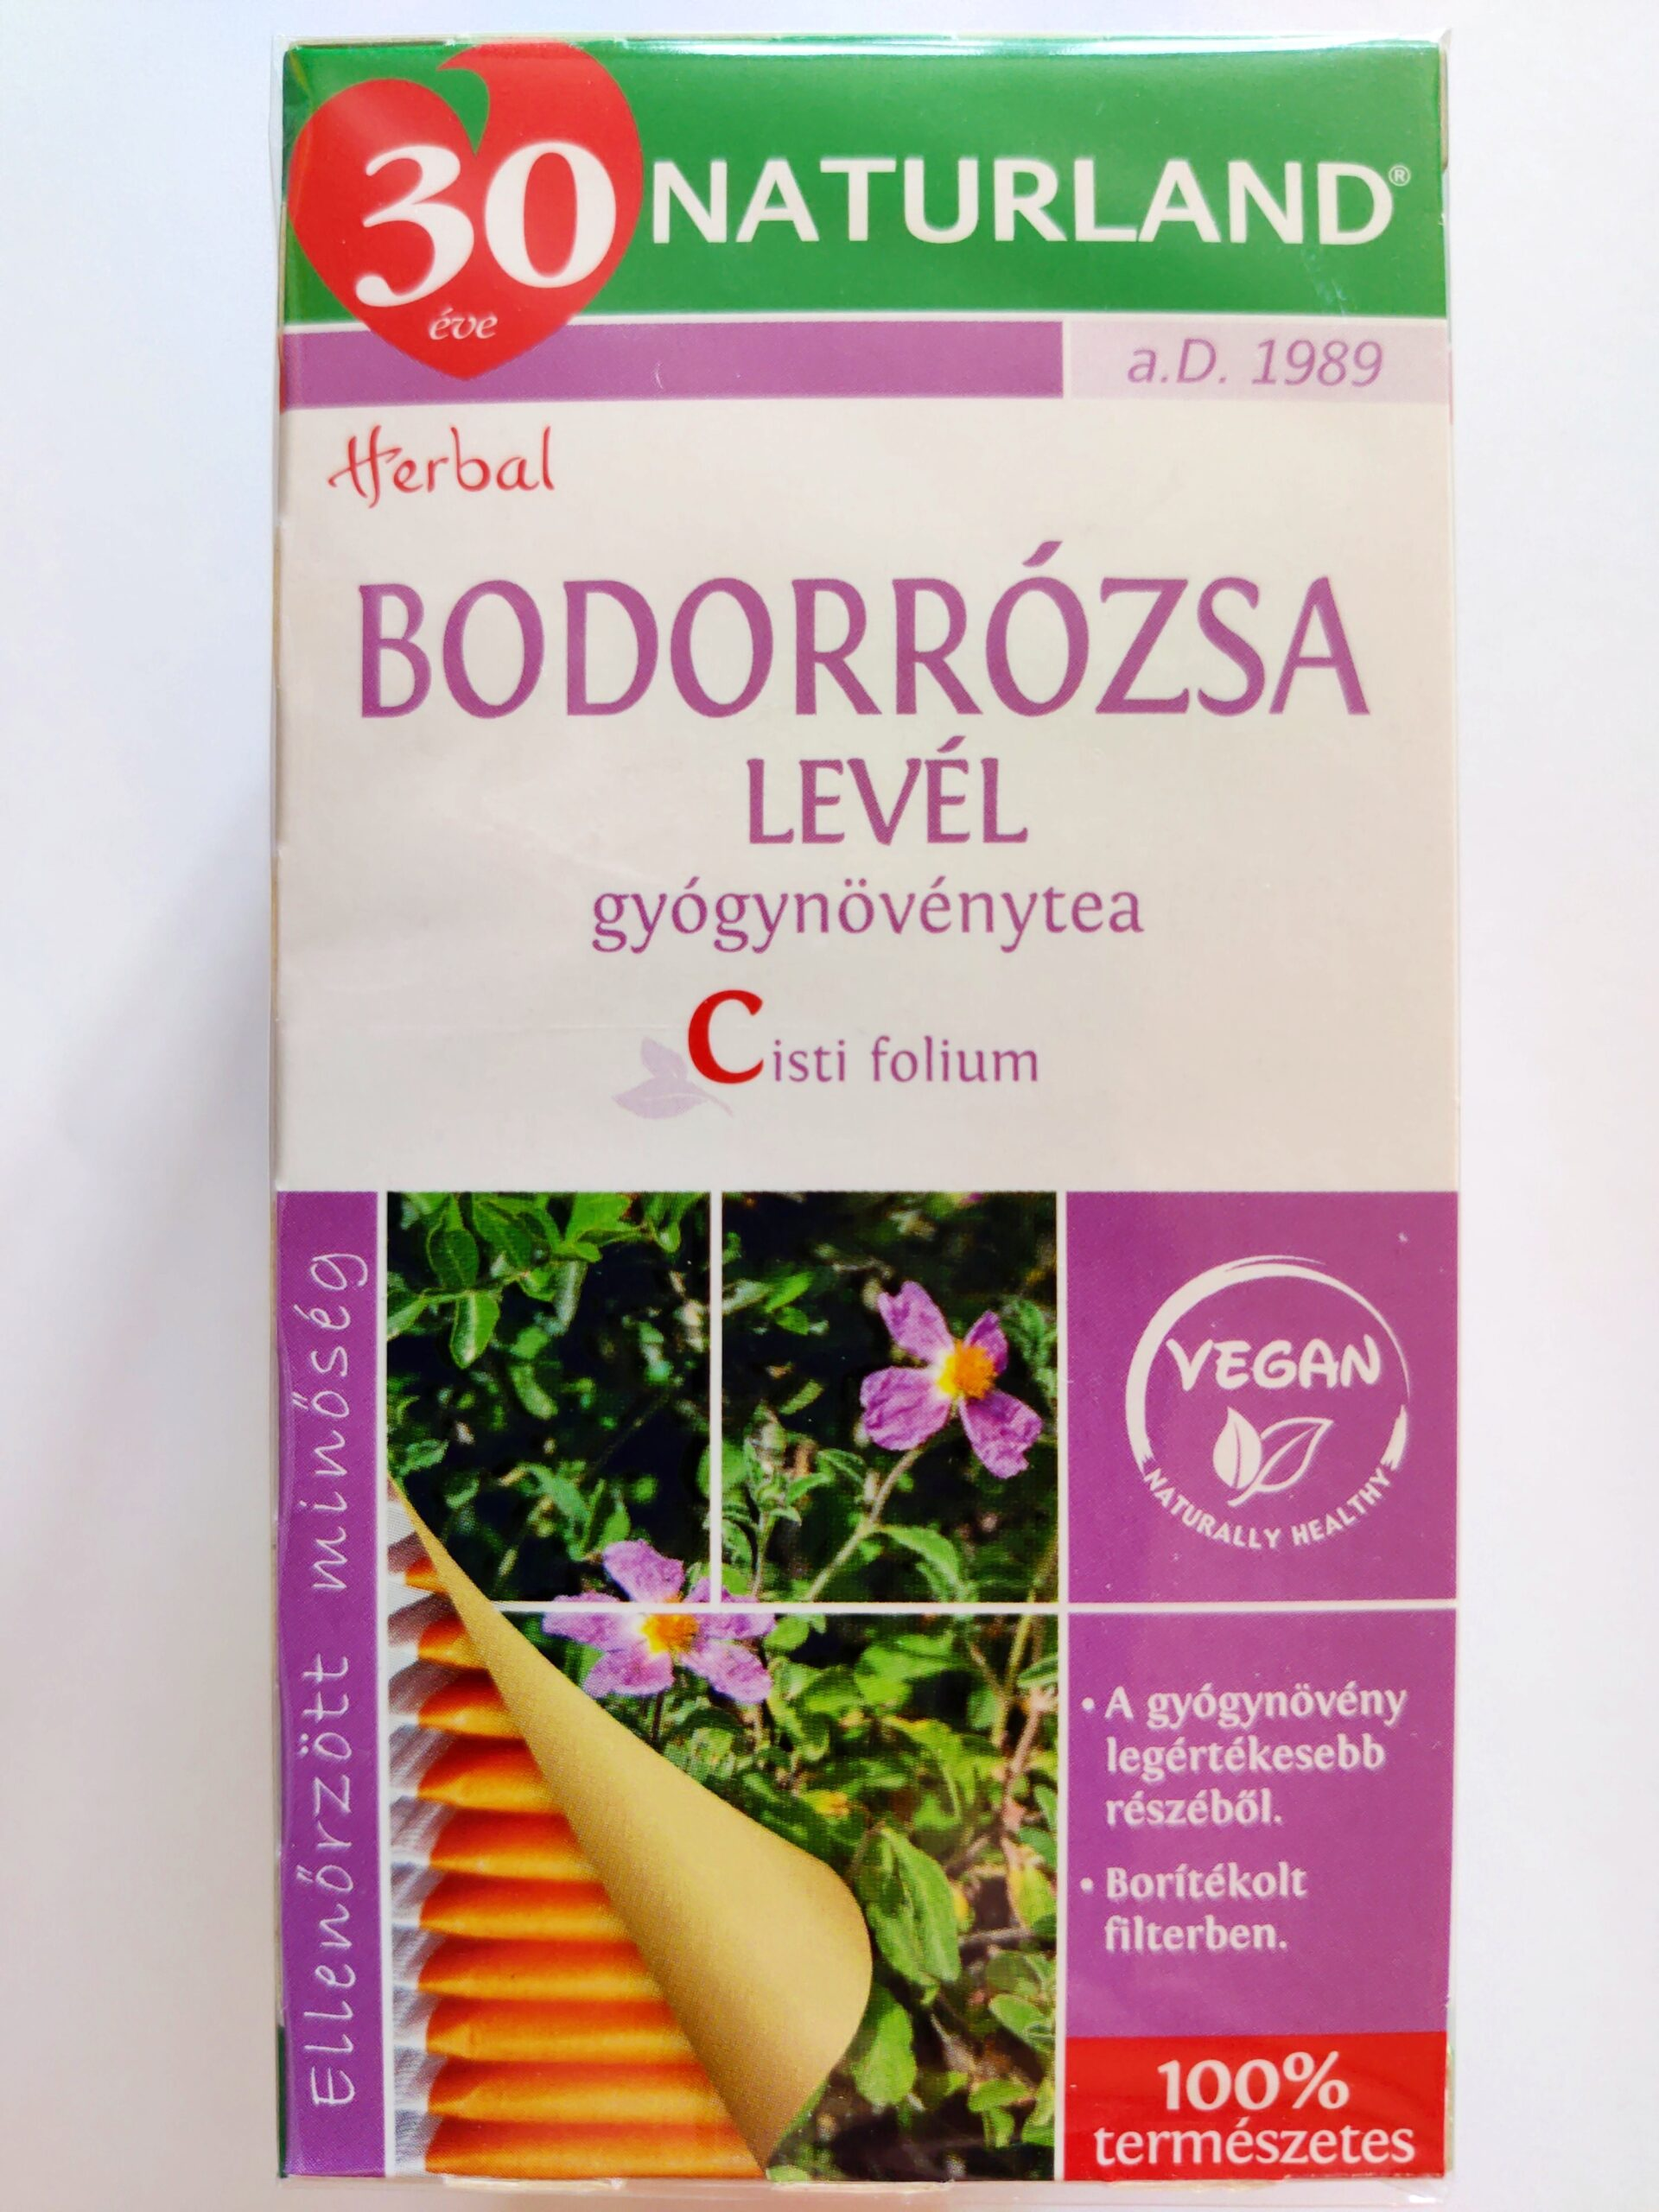 30
éve
NATURLAND®
a.D. 1989
Herbal
BODORRÓZSA
LEVÉL
gyógynövénytea
Cisti folium
Ellenőrzött minőség
VEGAN
NATURALLY HEALTHY
• A gyógynövény
legértékesebb
részéből.
• Borítékolt
filterben.
100%
természetes